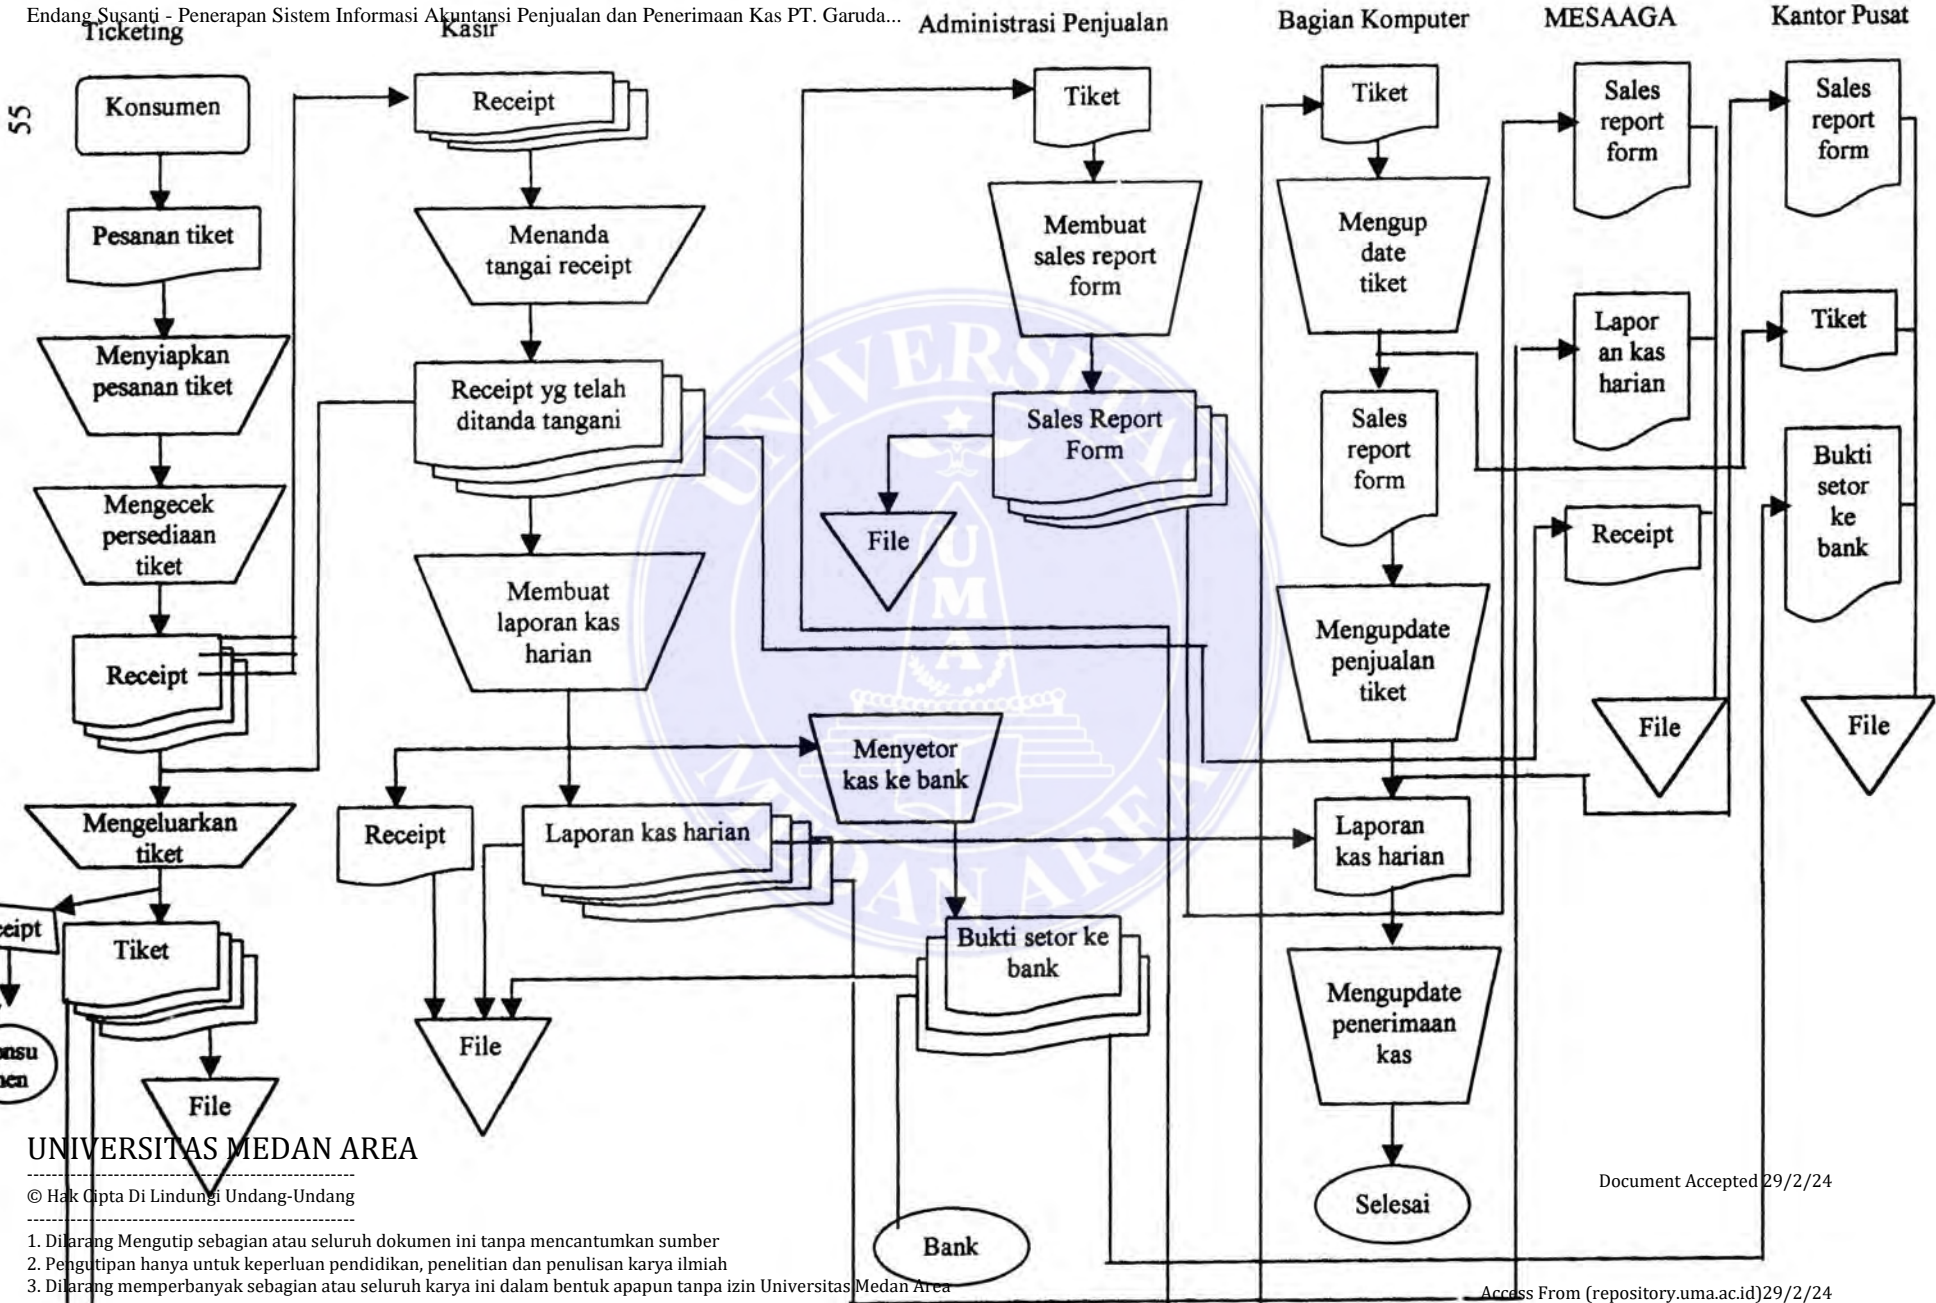 Endang Susanti - Penerapan Sistem Informasi Akuntansi Penjualan dan Penerimaan Kas PT. Garuda...
55
Ticketing
Konsumen
Pesanan tiket
Menyiapkan
pesanan tiket
Mengecek
persediaan
tiket
Receipt
Mengeluarkan
tiket
Tiket
File
Kasir
Receipt
Menanda
tangai receipt
Receipt yg telah
ditanda tangani
Membuat
laporan kas
harian
Receipt
Laporan kas harian
File
Administrasi Penjualan
Tiket
Membuat
sales report
form
Sales Report
Form
File
Menyetor
kas ke bank
Bukti setor ke
bank
Bank
Bagian Komputer
Tiket
Mengup
date
tiket
Sales
report
form
Mengupdate
penjualan
tiket
Laporan
kas harian
Mengupdate
penerimaan
kas
Selesai
MESAAGA
Sales
report
form
Lapor
an kas
harian
Receipt
File
Kantor Pusat
Sales
report
form
Tiket
Bukti
setor
ke
bank
File
UNIVERSITAS
UMA
MEDAN AREA
UNIVERSITAS MEDAN AREA
© Hak Cipta Di Lindungi Undang-Undang
1. Dilarang Mengutip sebagian atau seluruh dokumen ini tanpa mencantumkan sumber
2. Pengutipan hanya untuk keperluan pendidikan, penelitian dan penulisan karya ilmiah
3. Dilarang memperbanyak sebagian atau seluruh karya ini dalam bentuk apapun tanpa izin Universitas Medan Area
Document Accepted 29/2/24
Access From (repository.uma.ac.id)29/2/24